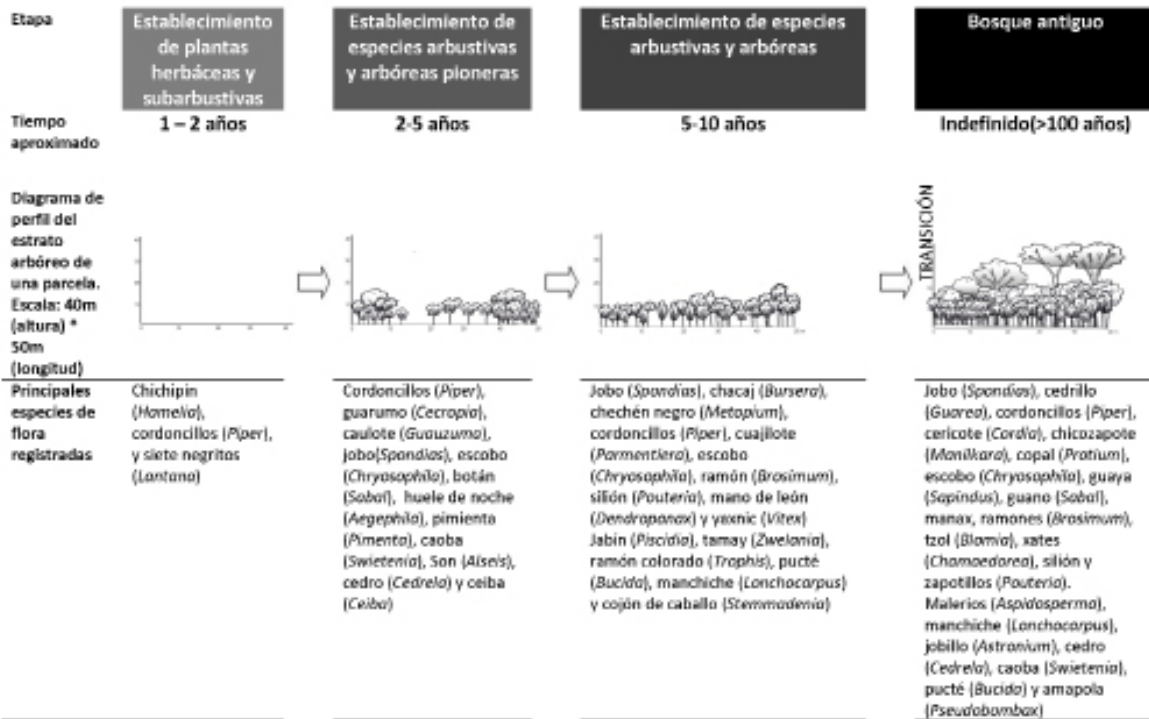 Etapa
Establecimiento
de plantas
herbáceas y
subarbustivas
Establecimiento de
especies arbustivas
y arbóreas pioneras
Establecimiento de especies
arbustivas y arbóreas
Bosque antiguo
Tiempo
aproximado
1 – 2 años
2-5 años
5-10 años
Indefinido(>100 años)
Diagrama de
perfil del
estrato
arbóreo de
una parcela.
Escala: 40m
(altura) *
50m
(longitud)
TRANSICIÓN
Principales
especies de
flora
registradas
Chichipin
(Hamelia),
cordoncillos (Piper),
y siete negritos
(Lantana)
Cordoncillos (Piper),
guarumo (Cecropia),
caulote (Guauzuma),
jobo(Spondias), escobo
(Chryosophila), botán
(Sabal), huele de noche
(Aegephila), pimienta
(Pimenta), caoba
(Swietenia), Son (Alseis),
cedro (Cedrela) y ceiba
(Ceiba)
Jobo (Spondias), chacaj (Bursera),
chechén negro (Metopium),
cordoncillos (Piper), cuajilote
(Parmentiera), escobo
(Chryosophila), ramón (Brosimum),
silión (Pouteria), mano de león
(Dendropanax) y yaxnic (Vitex)
Jabin (Piscidia), tamay (Zwelania),
ramón colorado (Trophis), pucté
(Bucida), manchiche (Lonchocarpus)
y cojón de caballo (Stemmadenia)
Jobo (Spondias), cedrillo
(Guarea), cordoncillos (Piper),
cericote (Cordia), chicozapote
(Manilkara), copal (Protium),
escobo (Chryosophila), guaya
(Sapindus), guano (Sabal),
manax, ramones (Brosimum),
tzol (Blomia), xates
(Chamaedorea), silión y
zapotillos (Pouteria).
Malerios (Aspidosperma),
manchiche (Lonchocarpus),
jobillo (Astronium), cedro
(Cedrela), caoba (Swietenia),
pucté (Bucida) y amapola
(Pseudobombax)